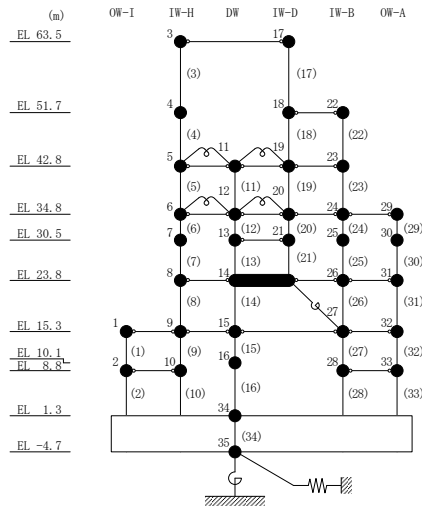 (m) OW-I IW-H DW IW-D IW-B OW-A
EL 63.5 3 17
(3) (17)
EL 51.7 4 18 22
(4) (18) (22)
EL 42.8 5 11 19 23
(5) (11) (19) (23)
EL 34.8 6 12 20 24 29
(6) (12) (20) (24) (29)
EL 30.5 7 13 21 25 30
(7) (13) (21) (25) (30)
EL 23.8 8 14 26 31
(8) (14) (26) (31)
EL 15.3 1 9 15 27 32
(1) (9) (15) (27) (32)
EL 10.1 16
EL 8.8 2 10 28 33
(2) (10) (16) (28) (33)
EL 1.3 34
(34)
EL -4.7 35